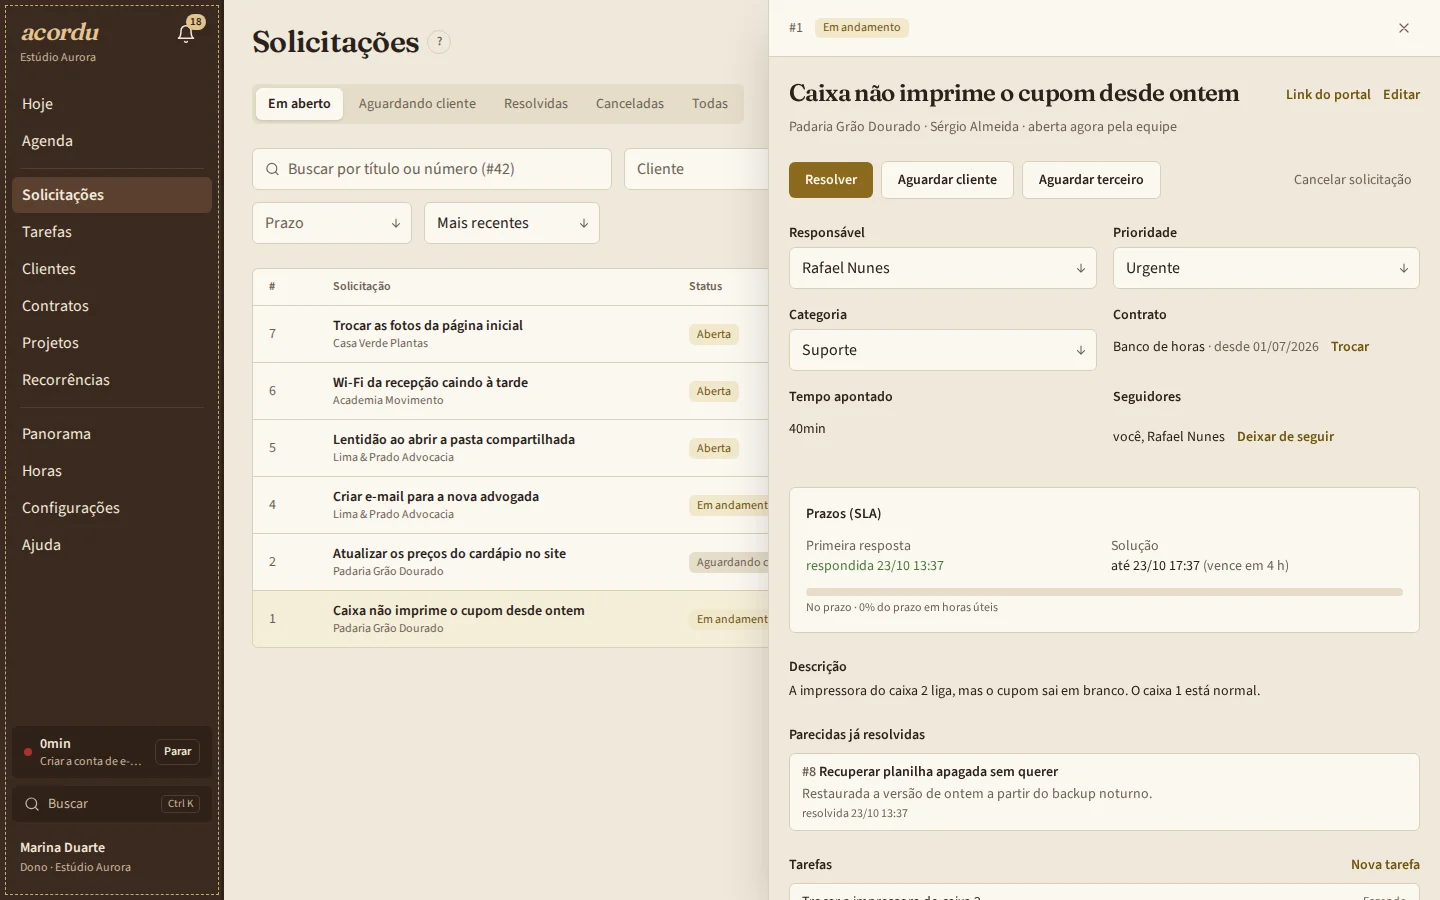 acordu
18
Estúdio Aurora
Hoje
Agenda
Solicitações
Tarefas
Clientes
Contratos
Projetos
Recorrências
Panorama
Horas
Configurações
Ajuda
0min
Criar a conta de e-...
Parar
Buscar
Ctrl K
Marina Duarte
Dono · Estúdio Aurora
Solicitações
?
Em aberto Aguardando cliente Resolvidas Canceladas Todas
Buscar por título ou número (#42)
Cliente
Prazo
Mais recentes
# Solicitação Status
7 Trocar as fotos da página inicial Aberta
Casa Verde Plantas
6 Wi-Fi da recepção caindo à tarde Aberta
Academia Movimento
5 Lentidão ao abrir a pasta compartilhada Aberta
Lima & Prado Advocacia
4 Criar e-mail para a nova advogada Em andament
Lima & Prado Advocacia
2 Atualizar os preços do cardápio no site Aguardando c
Padaria Grão Dourado
1 Caixa não imprime o cupom desde ontem Em andament
Padaria Grão Dourado
#1 Em andamento
Caixa não imprime o cupom desde ontem
Link do portal Editar
Padaria Grão Dourado · Sérgio Almeida · aberta agora pela equipe
Resolver Aguardar cliente Aguardar terceiro Cancelar solicitação
Responsável Prioridade
Rafael Nunes Urgente
Categoria Contrato
Suporte Banco de horas · desde 01/07/2026 Trocar
Tempo apontado Seguidores
40min você, Rafael Nunes Deixar de seguir
Prazos (SLA)
Primeira resposta Solução
respondida 23/10 13:37 até 23/10 17:37 (vence em 4 h)
No prazo · 0% do prazo em horas úteis
Descrição
A impressora do caixa 2 liga, mas o cupom sai em branco. O caixa 1 está normal.
Parecidas já resolvidas
#8 Recuperar planilha apagada sem querer
Restaurada a versão de ontem a partir do backup noturno.
resolvida 23/10 13:37
Tarefas Nova tarefa